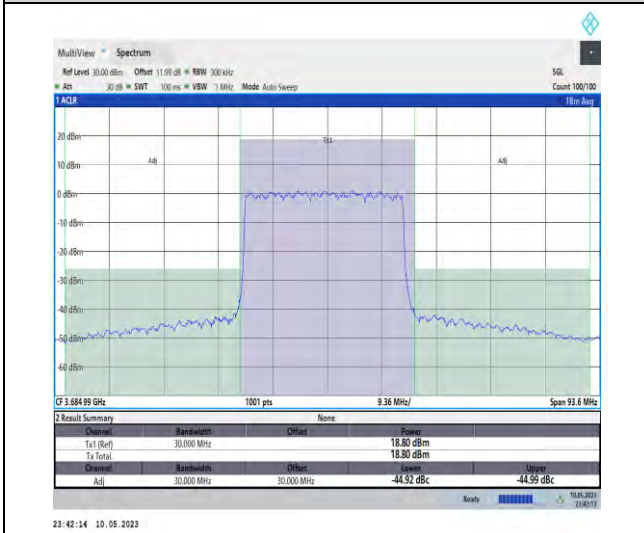 MultiView Spectrum
Ref Level 30.00 dBm Offset 11.99 dB RBW 300 kHz SGL
Att 30 dB SWT 100 ms VBW 1 MHz Mode Auto Sweep Count 100/100
1 ACLR 1Rm Avg
20 dBm
Tx1
Adj Adj
10 dBm
0 dBm
-10 dBm
-20 dBm
-30 dBm
-40 dBm
-50 dBm
-60 dBm
CF 3.684 99 GHz 1001 pts 9.36 MHz/ Span 93.6 MHz
2 Result Summary None
Channel Bandwidth Offset Power
Tx1 (Ref) 30.000 MHz 18.80 dBm
Tx Total 18.80 dBm
Channel Bandwidth Offset Lower Upper
Adj 30.000 MHz 30.000 MHz -44.92 dBc -44.99 dBc
Ready 10.05.2023
23:42:13
23:42:14 10.05.2023